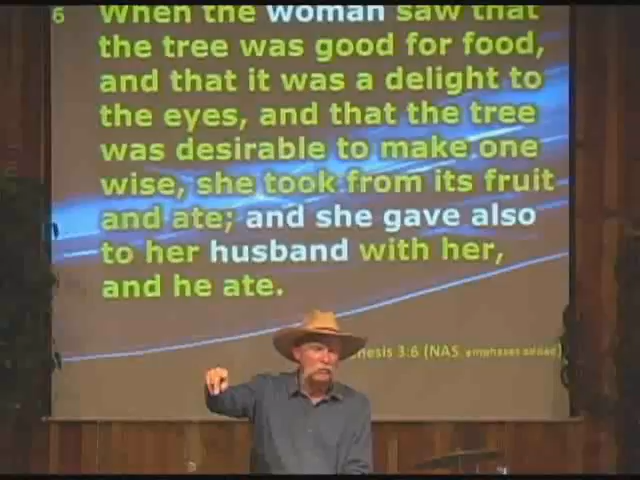 6 When the woman saw that
the tree was good for food,
and that it was a delight to
the eyes, and that the tree
was desirable to make one
wise, she took from its fruit
and ate; and she gave also
to her husband with her,
and he ate.
nesis 3:6 (NAS emphases added)